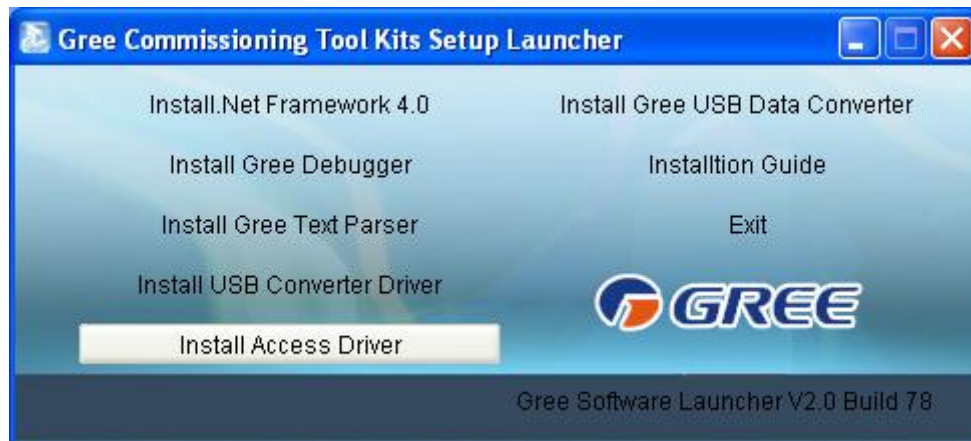 Gree Commissioning Tool Kits Setup Launcher
Install.Net Framework 4.0
Install Gree Debugger
Install Gree Text Parser
Install USB Converter Driver
Install Access Driver
Install Gree USB Data Converter
Installtion Guide
Exit
GREE
Gree Software Launcher V2.0 Build 78